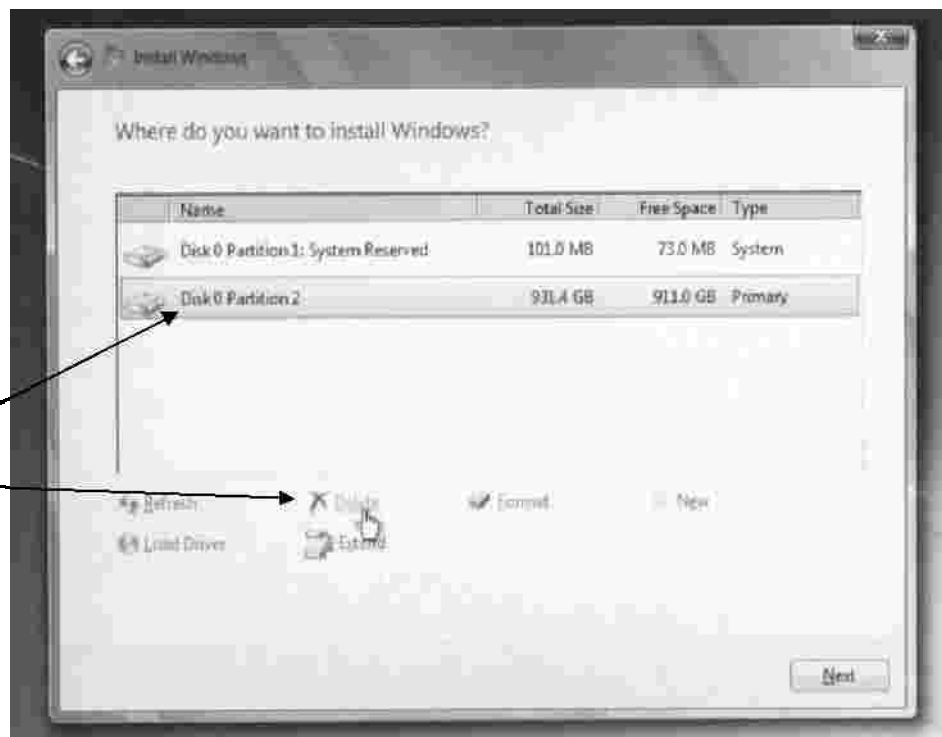 Install Windows
Where do you want to install Windows?
Name Total Size Free Space Type
Disk 0 Partition 1: System Reserved 101.0 MB 73.0 MB System
Disk 0 Partition 2 931.4 GB 911.0 GB Primary
Refresh Delete Format New
Load Driver Extend
Next